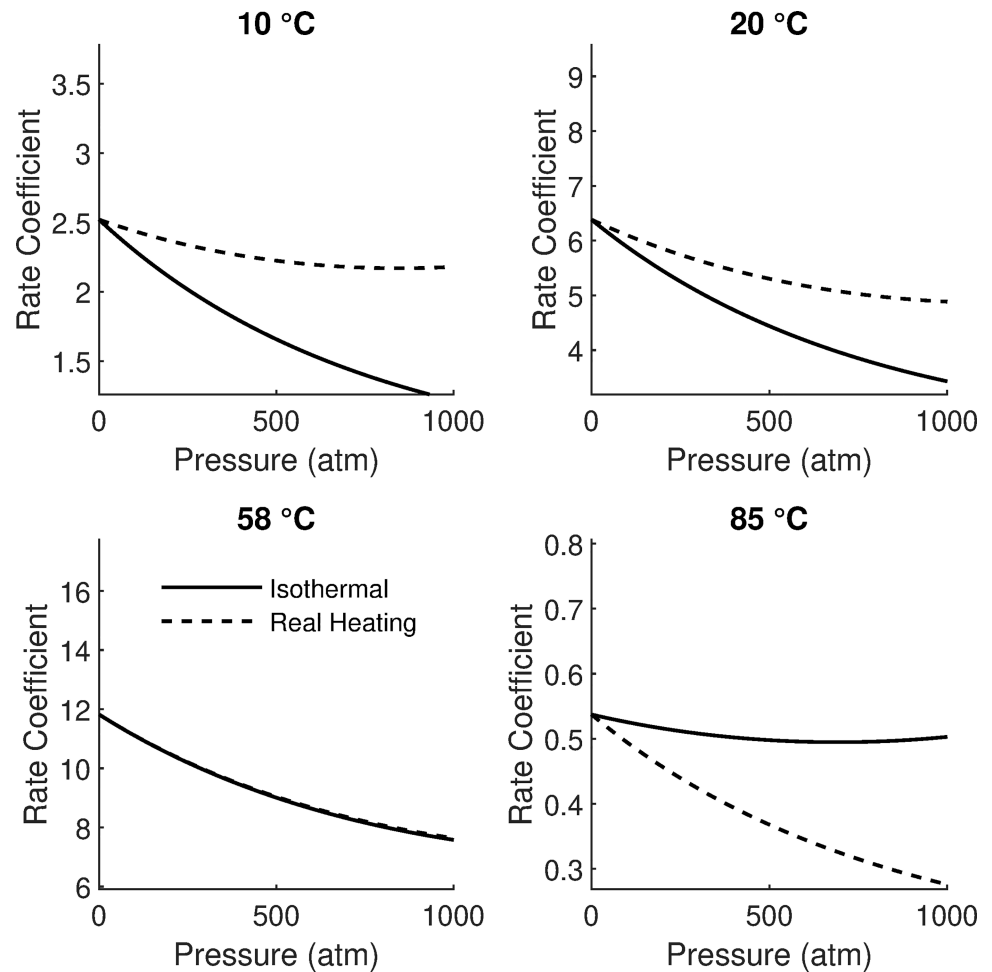 10 °C
3.5
3
2.5
2
1.5
0
500
1000
Rate Coefficient
Pressure (atm)
20 °C
9
8
7
6
5
4
0
500
1000
Rate Coefficient
Pressure (atm)
58 °C
Isothermal
Real Heating
16
14
12
10
8
6
0
500
1000
Rate Coefficient
Pressure (atm)
85 °C
0.8
0.7
0.6
0.5
0.4
0.3
0
500
1000
Rate Coefficient
Pressure (atm)